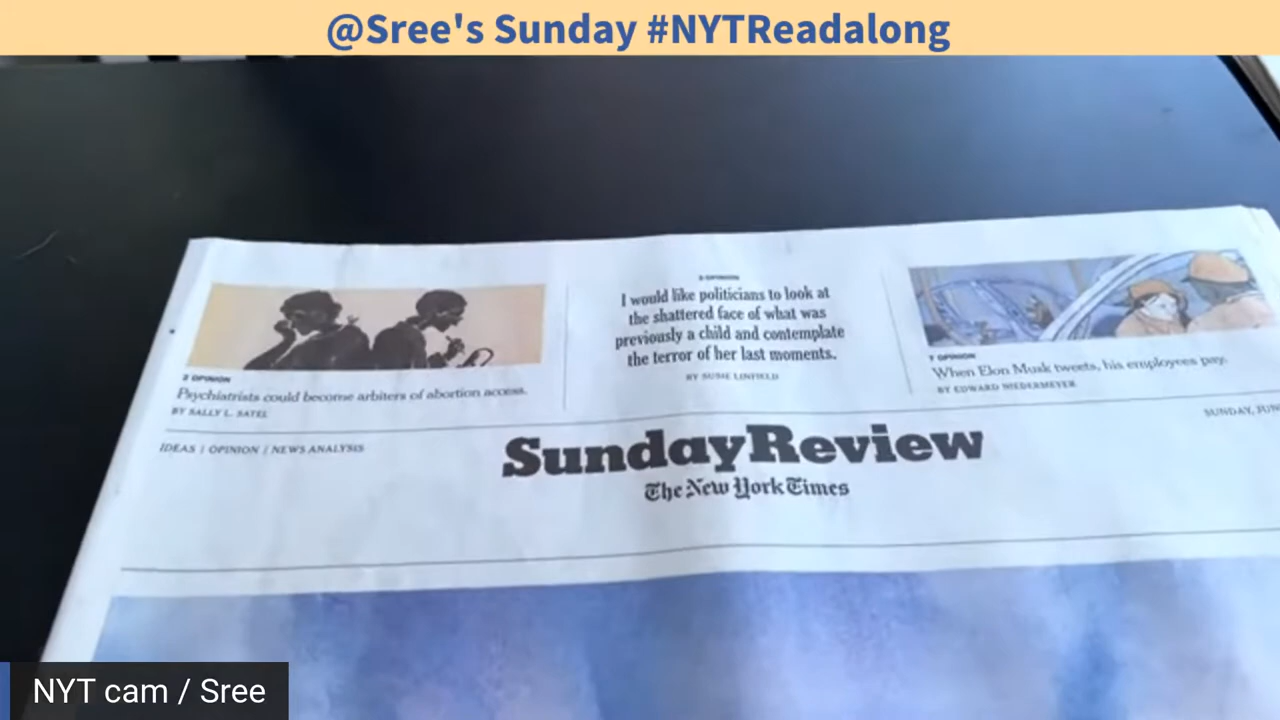 @Sree's Sunday #NYTReadalong
2 OPINION
Psychiatrists could become arbiters of abortion access.
BY SALLY L. SATEL
I would like politicians to look at
the shattered face of what was
previously a child and contemplate
the terror of her last moments.
BY SUSIE LINFIELD
7 OPINION
When Elon Musk tweets, his employees pay.
BY EDWARD NIEDERMEYER
SUNDAY, JUN
IDEAS | OPINION | NEWS ANALYSIS
SundayReview
The New York Times
NYT cam / Sree